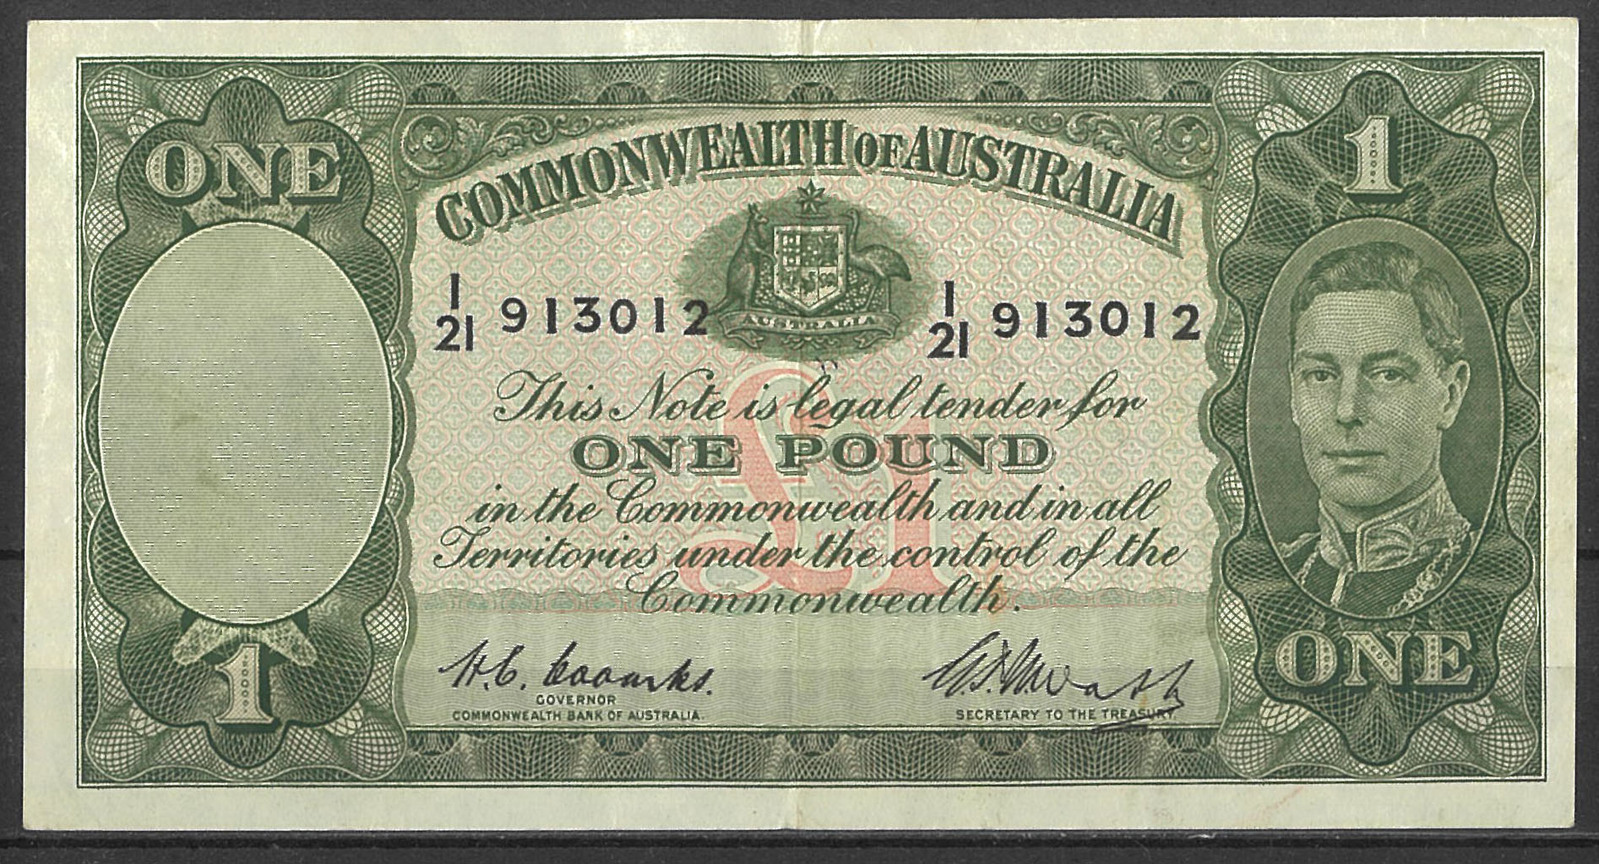 ONE
1
COMMONWEALTH OF AUSTRALIA
AUSTRALIA
1/21 913012
1/21 913012
This Note is legal tender for
ONE POUND
in the Commonwealth and in all
Territories under the control of the
Commonwealth.
£1
H.C. Coombs.
GOVERNOR
COMMONWEALTH BANK OF AUSTRALIA.
SECRETARY TO THE TREASURY.
1
ONE